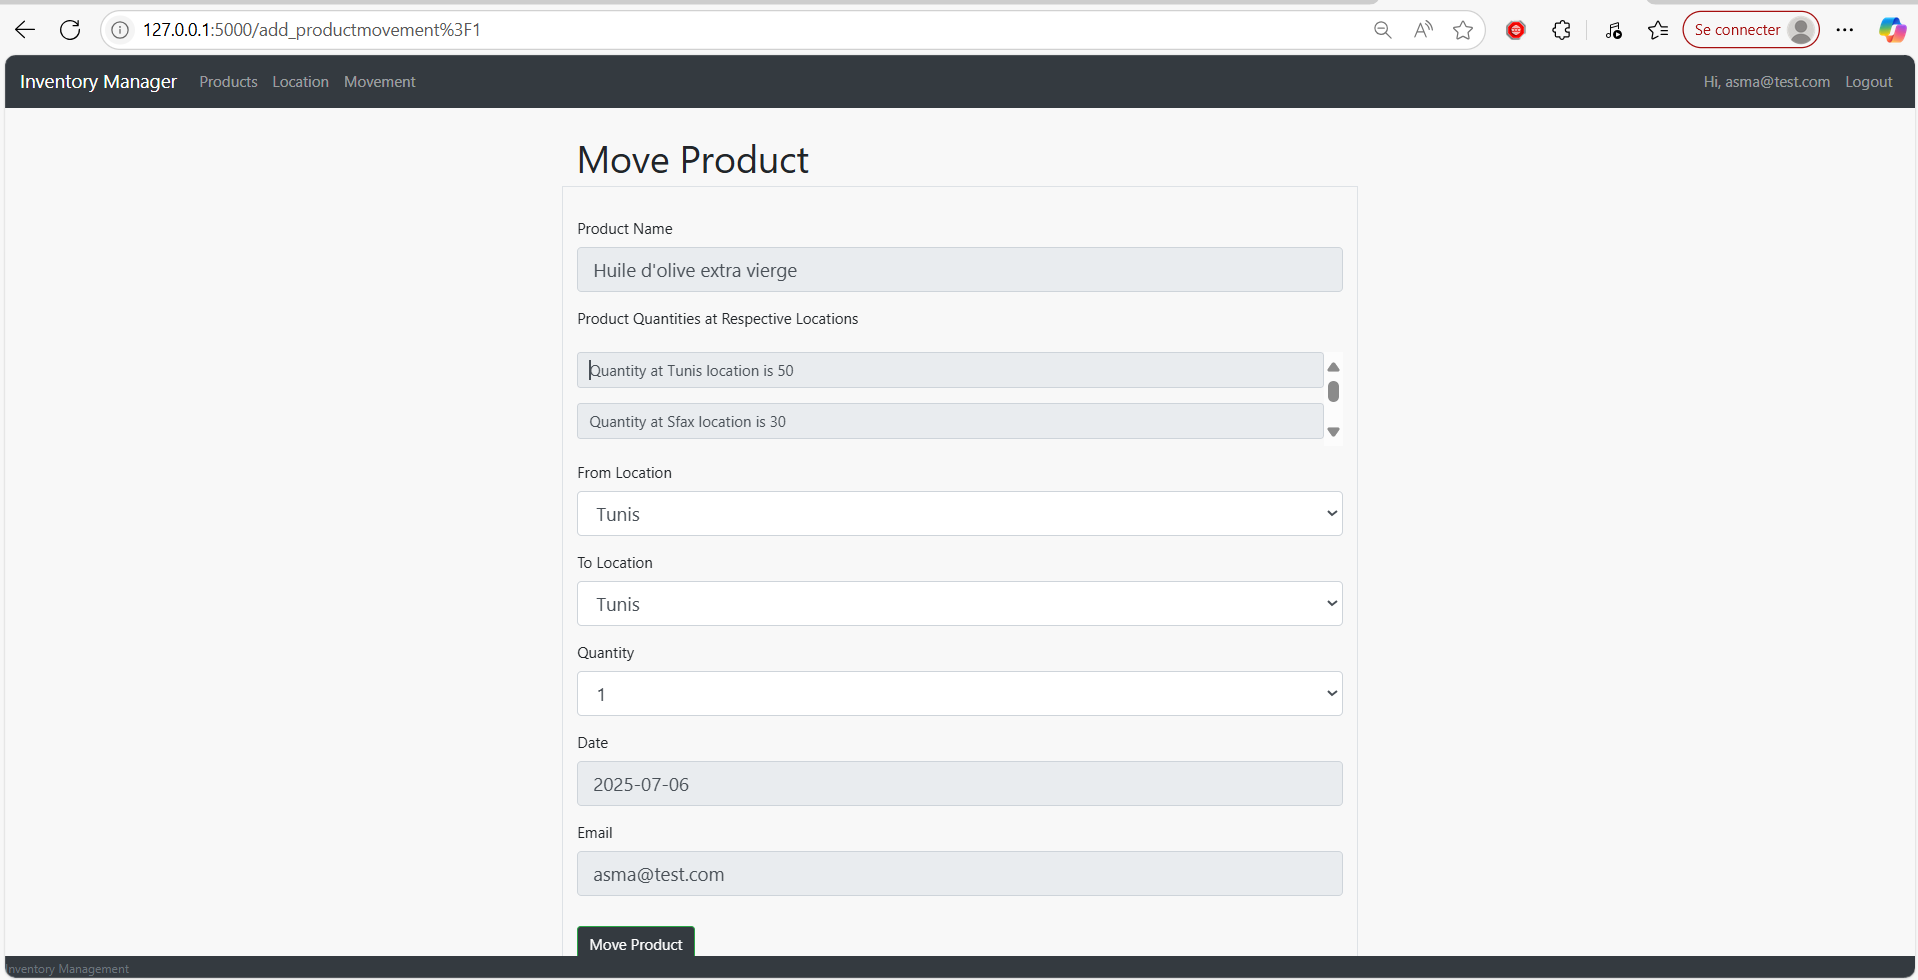 127.0.0.1:5000/add_productmovement%3F1
Se connecter
Inventory Manager Products Location Movement Hi, asma@test.com Logout
Move Product
Product Name
Huile d'olive extra vierge
Product Quantities at Respective Locations
Quantity at Tunis location is 50
Quantity at Sfax location is 30
From Location
Tunis
To Location
Tunis
Quantity
1
Date
2025-07-06
Email
asma@test.com
Move Product
Inventory Management